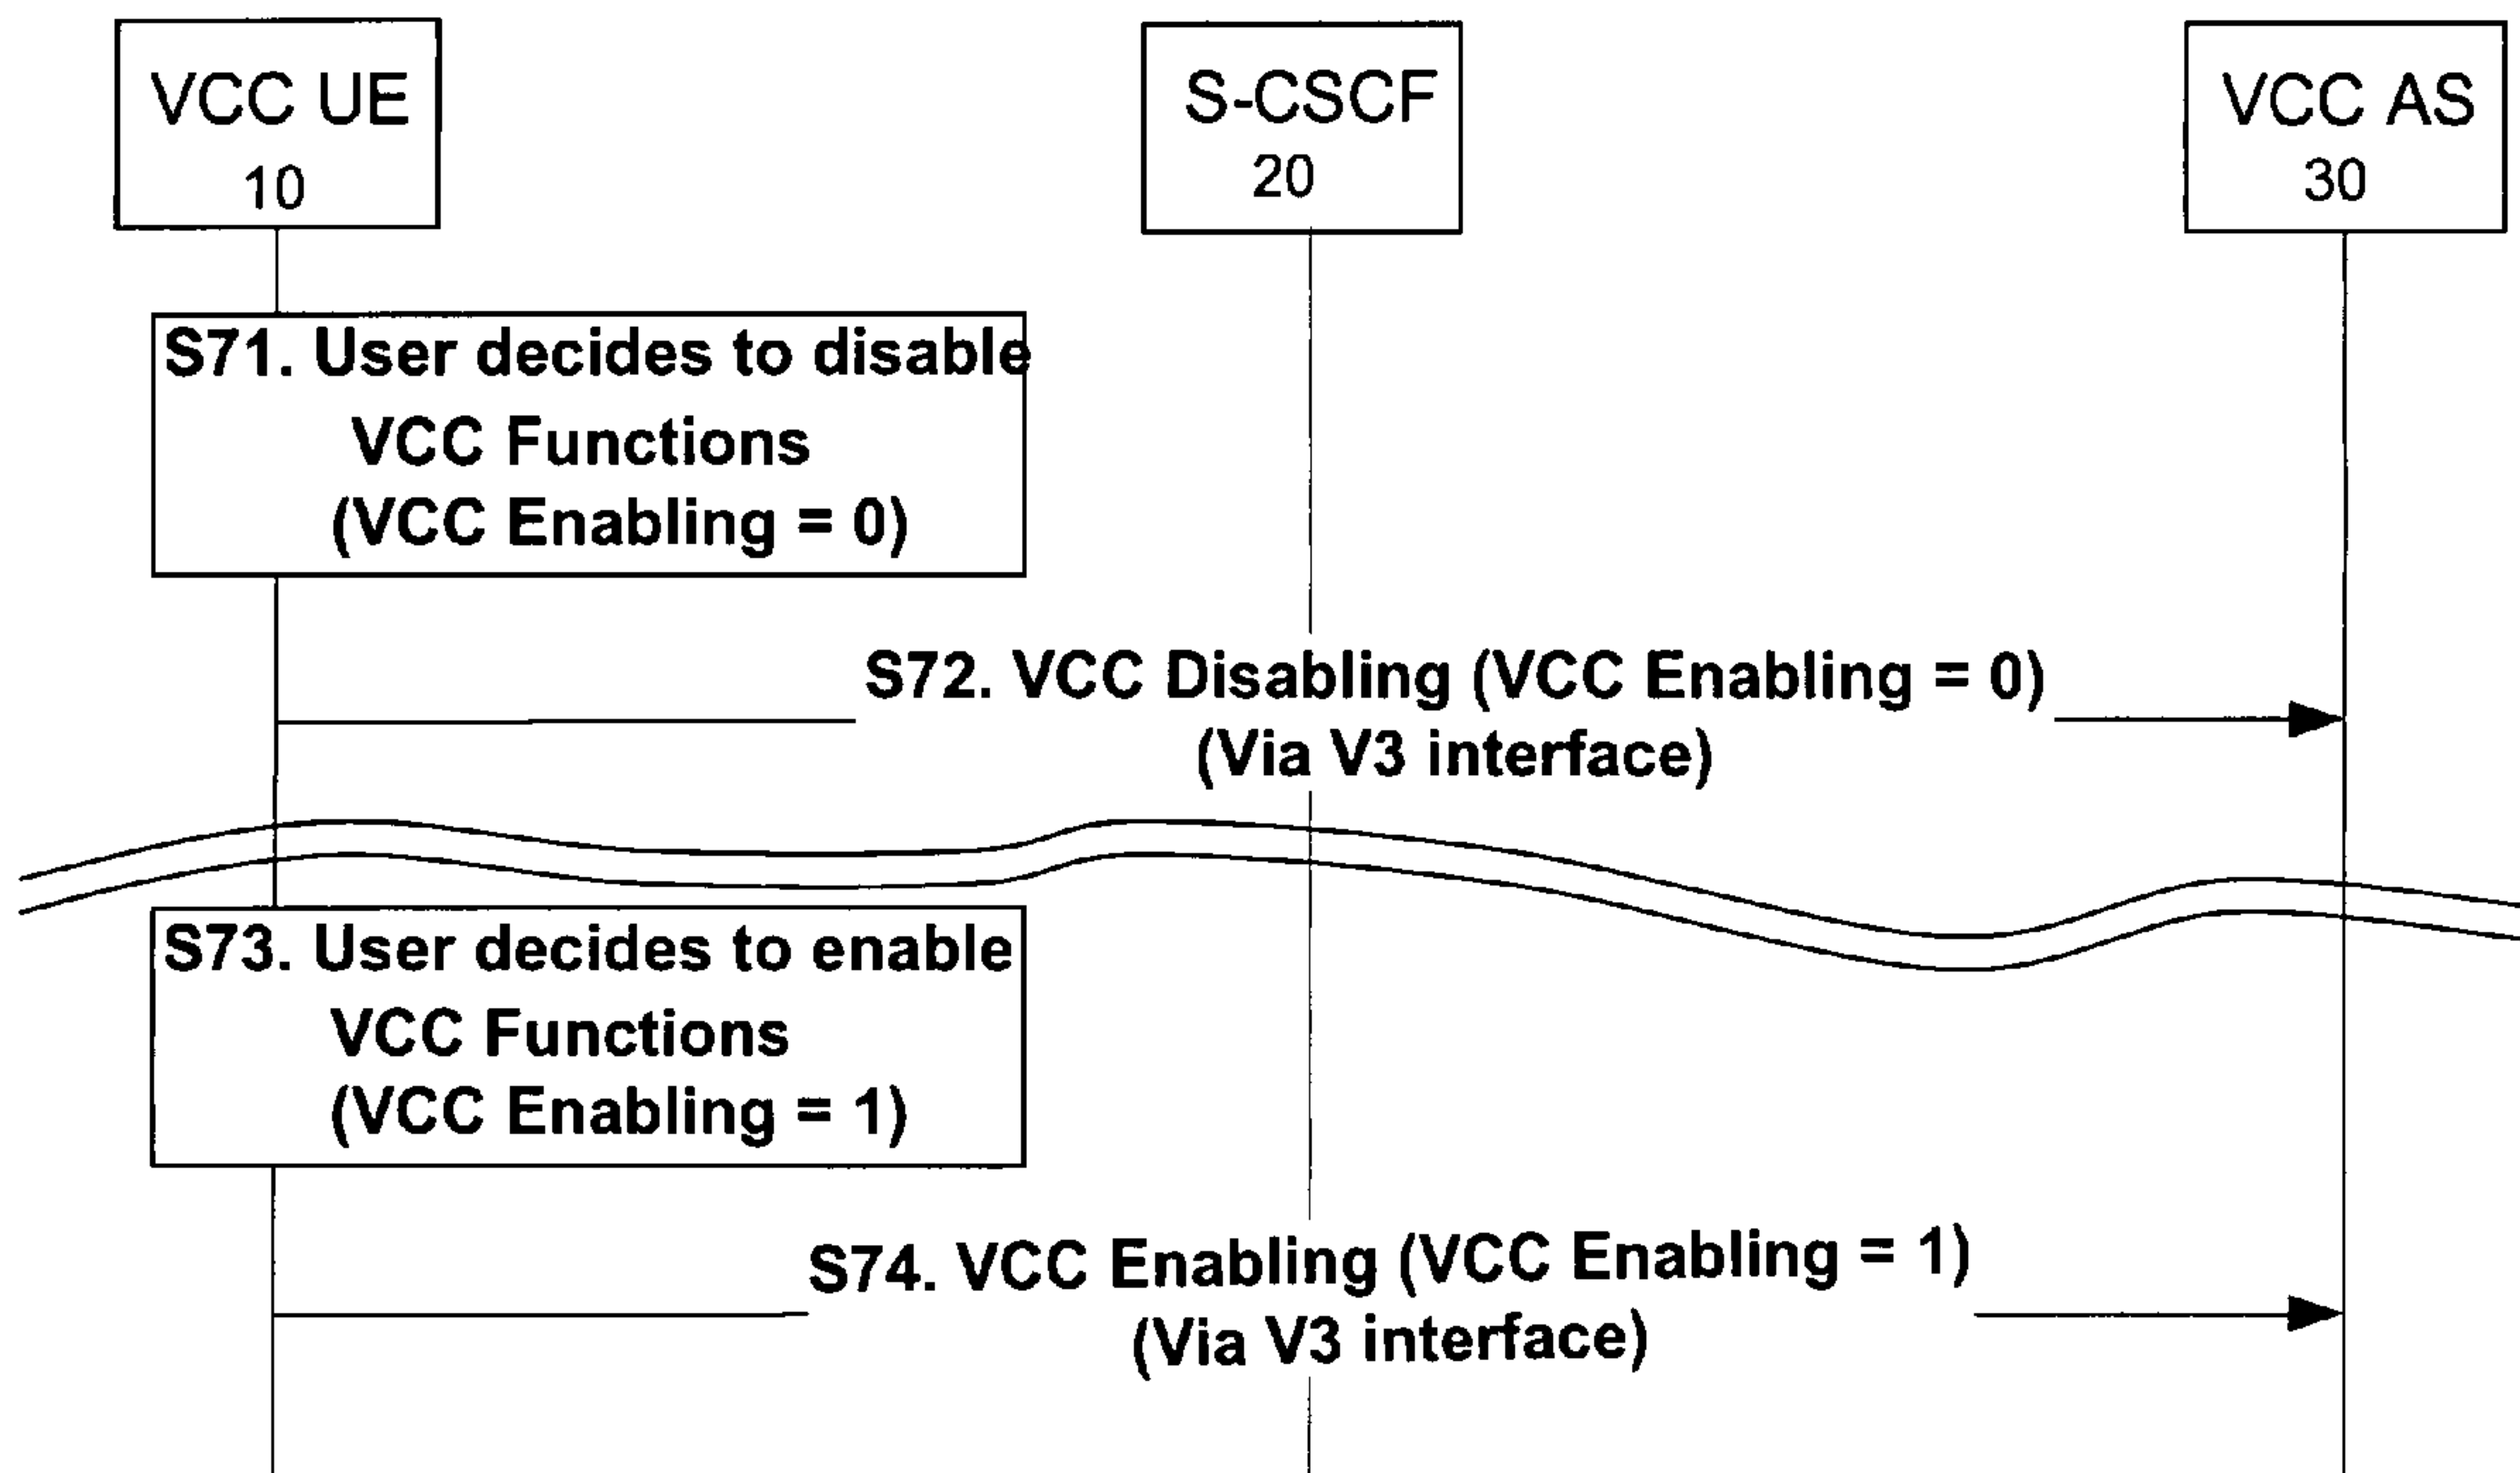 VCC UE
10
S-CSCF
20
VCC AS
30
S71. User decides to disable
VCC Functions
(VCC Enabling = 0)
S72. VCC Disabling (VCC Enabling = 0)
(Via V3 interface)
S73. User decides to enable
VCC Functions
(VCC Enabling = 1)
S74. VCC Enabling (VCC Enabling = 1)
(Via V3 interface)